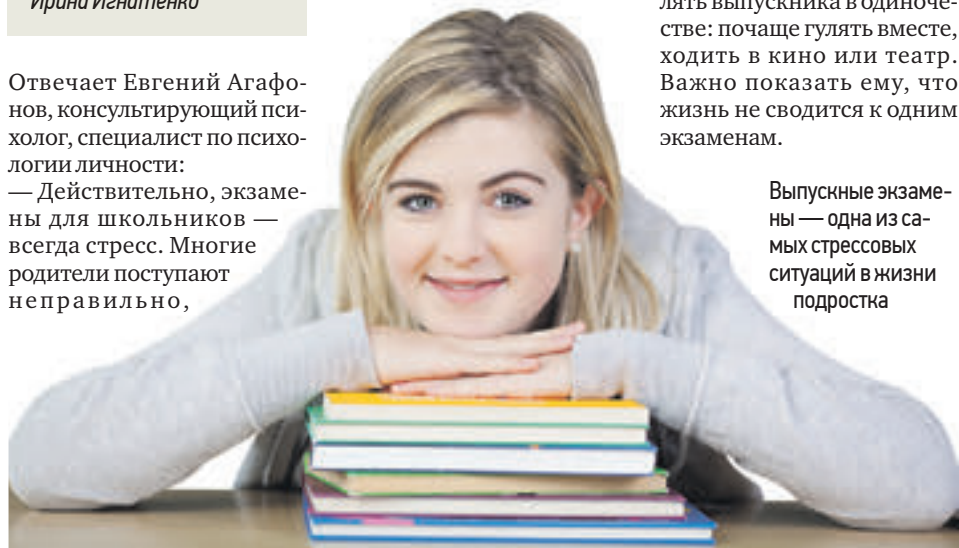 Ирина Игнатенко
Отвечает Евгений Агафо-
нов, консультирующий пси-
холог, специалист по психо-
логии личности:
— Действительно, экзаме-
ны для школьников —
всегда стресс. Многие
родители поступают
неправильно,
лять выпускника в одиноче-
стве: почаще гулять вместе,
ходить в кино или театр.
Важно показать ему, что
жизнь не сводится к одним
экзаменам.
Выпускные экзаме-
ны — одна из са-
мых стрессовых
ситуаций в жизни
подростка